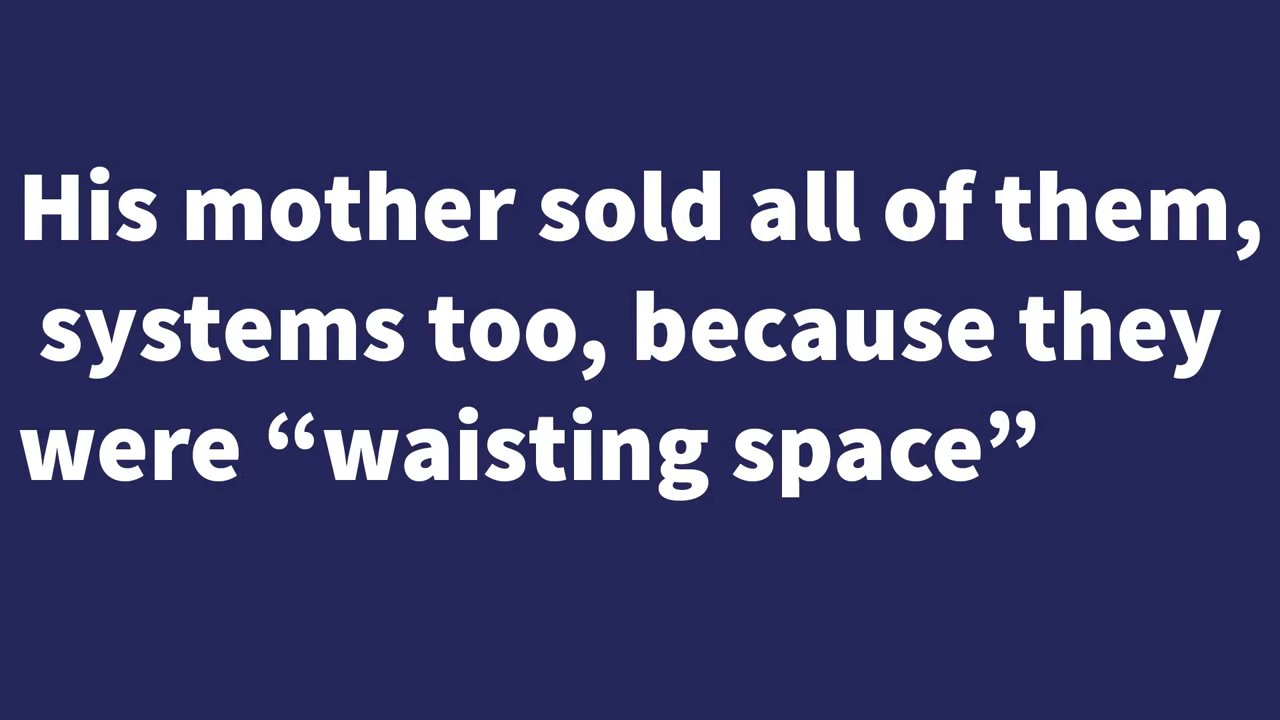 His mother sold all of them,
systems too, because they
were “waisting space”